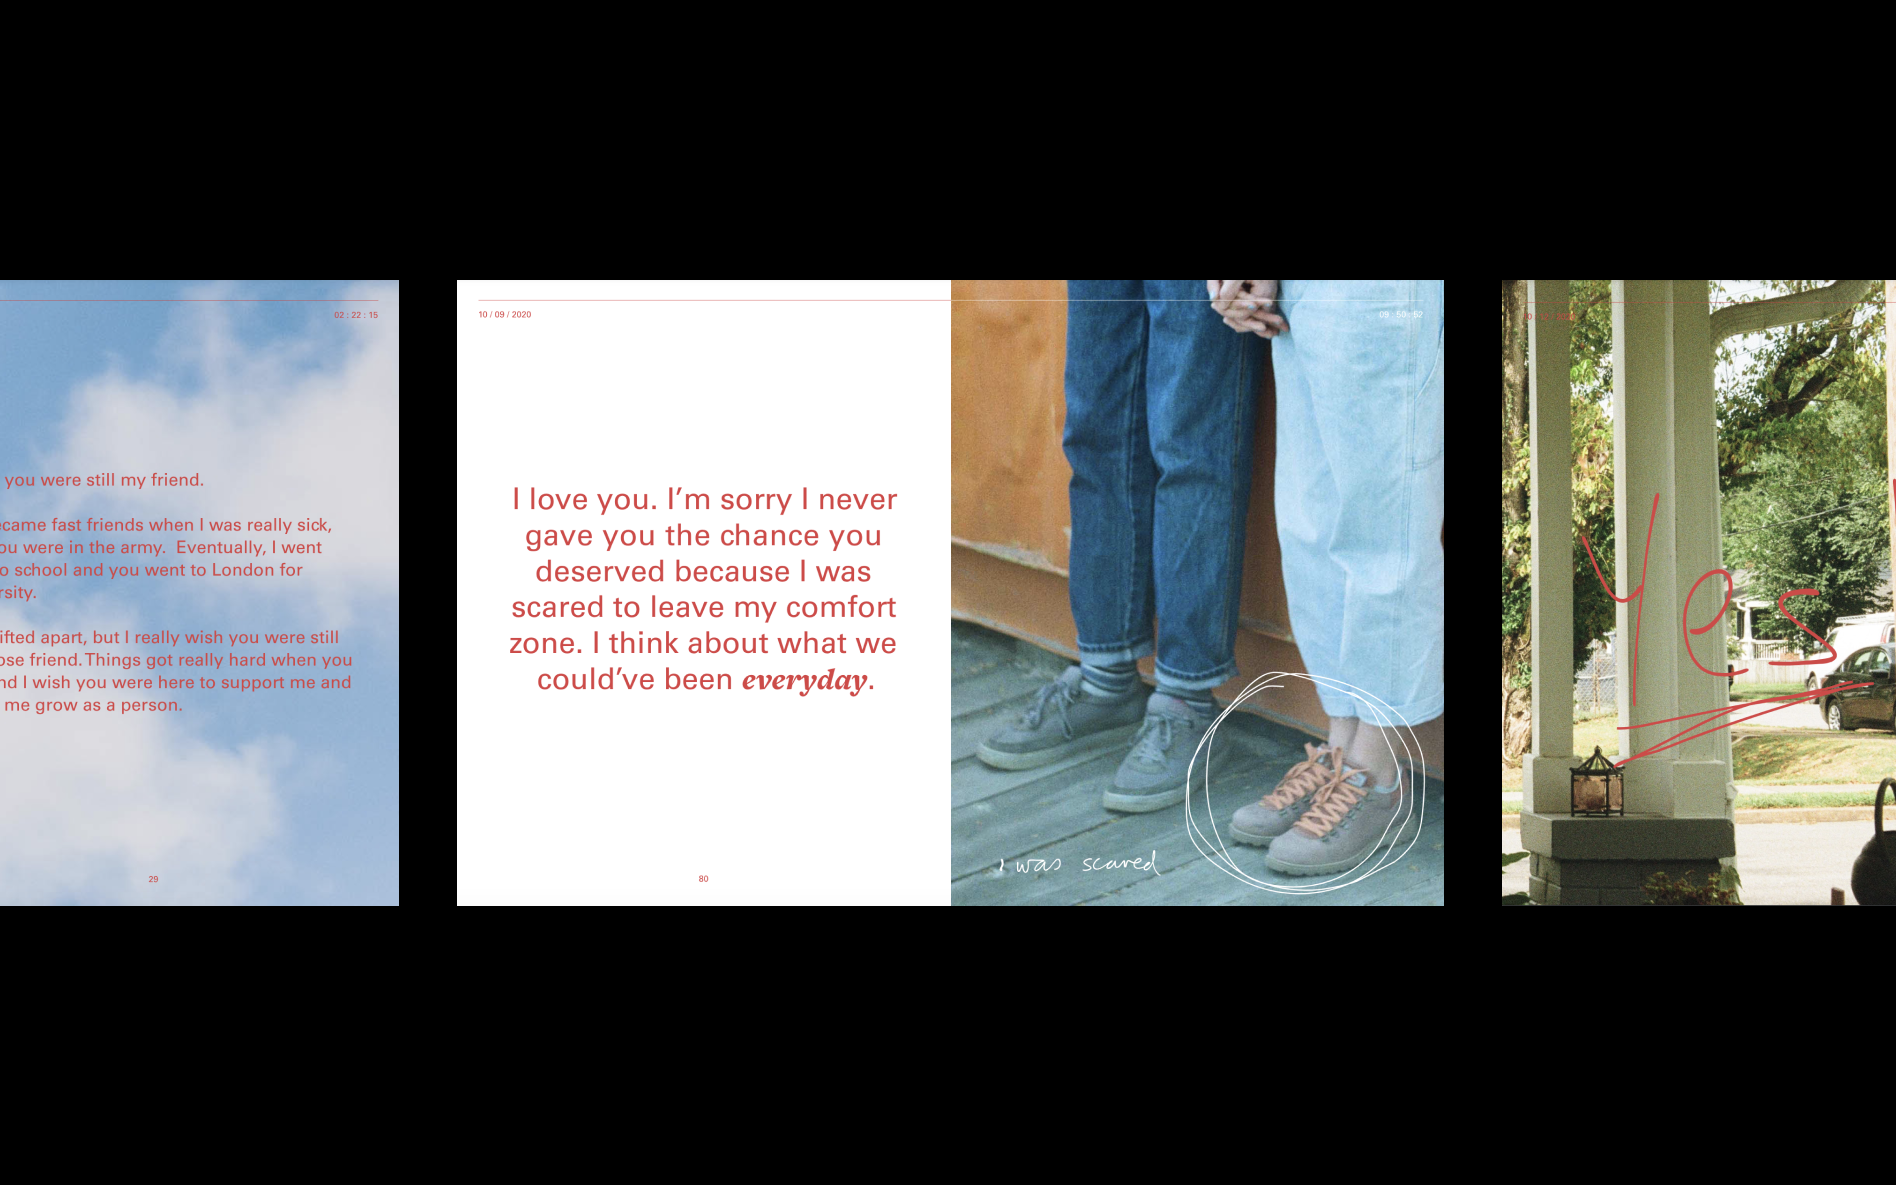 02 : 22 : 15
you were still my friend.
came fast friends when I was really sick,
ou were in the army. Eventually, I went
o school and you went to London for
rsity.
ifted apart, but I really wish you were still
ose friend. Things got really hard when you
nd I wish you were here to support me and
me grow as a person.
29
10 / 09 / 2020
09 : 50 : 52
I love you. I’m sorry I never
gave you the chance you
deserved because I was
scared to leave my comfort
zone. I think about what we
could’ve been everyday.
I was scared
80
Yes